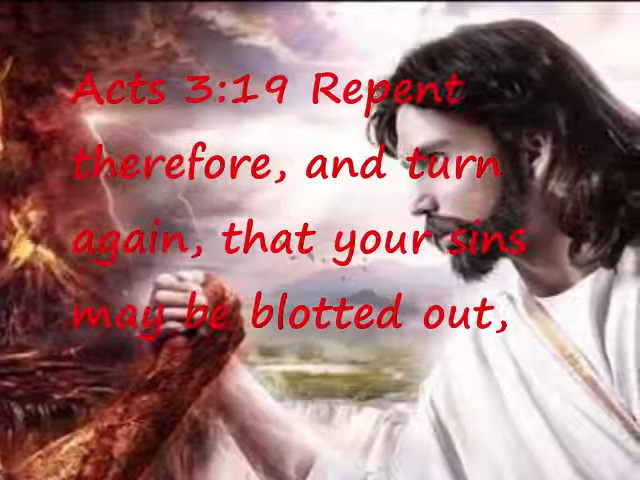 Acts 3:19 Repent
therefore, and turn
again, that your sins
may be blotted out,